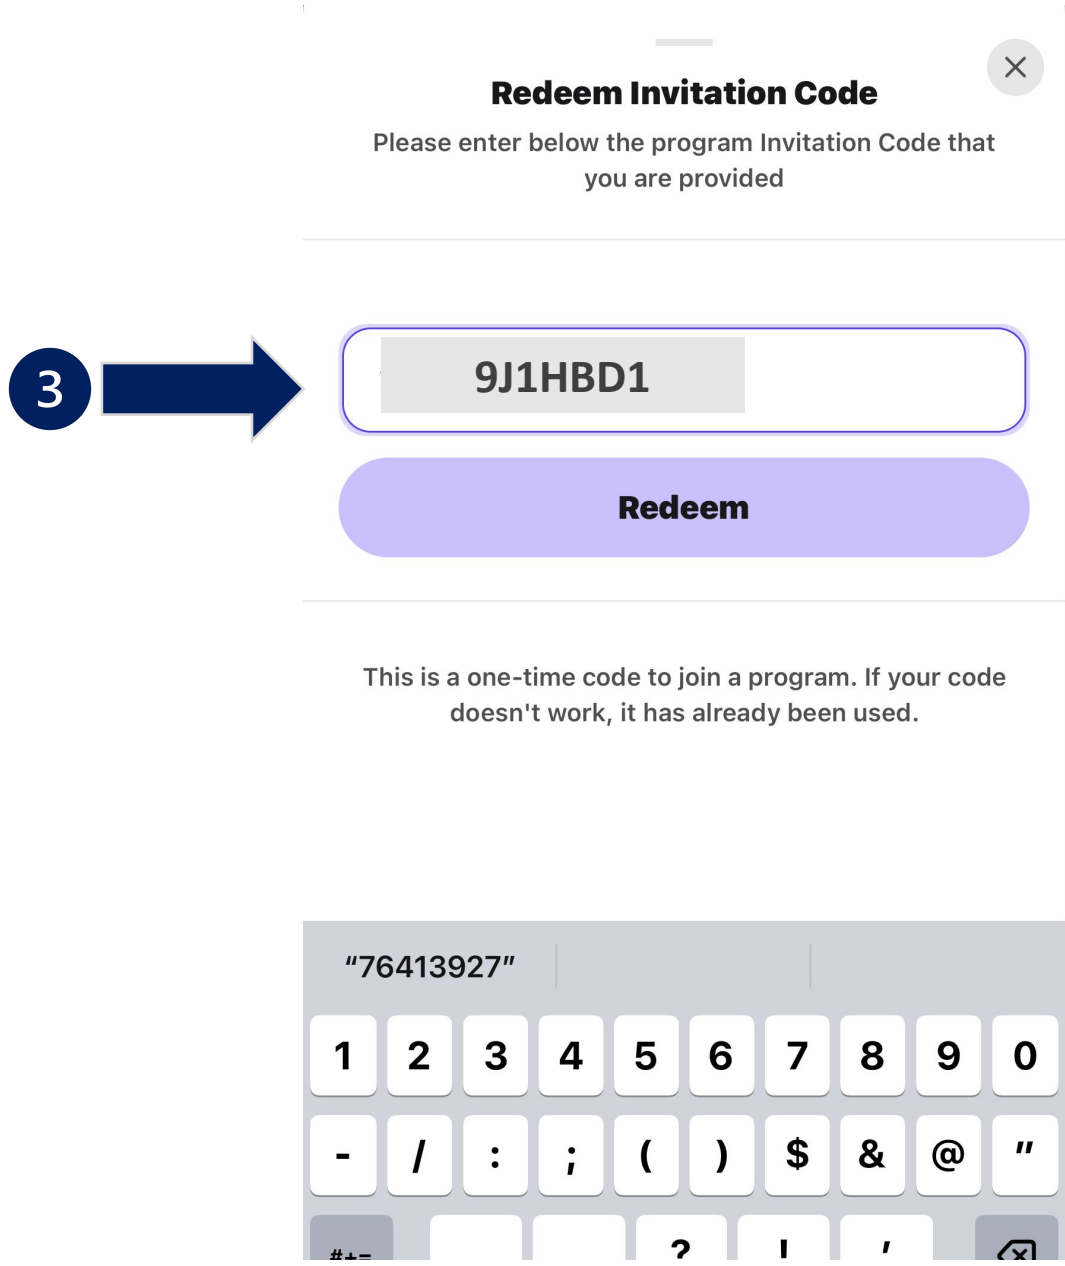 Redeem Invitation Code
Please enter below the program Invitation Code that
you are provided
3
9J1HBD1
Redeem
This is a one-time code to join a program. If your code
doesn't work, it has already been used.
“76413927”
1 2 3 4 5 6 7 8 9 0
- / : ; ( ) $ & @ "
#+= ? ! '